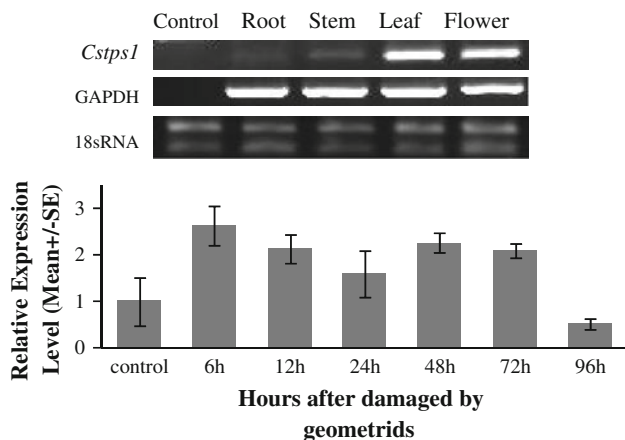 Control Root Stem Leaf Flower
Cstps1
GAPDH
18sRNA
Relative Expression
Level (Mean+/-SE)
3
2
1
0
control 6h 12h 24h 48h 72h 96h
Hours after damaged by
geometrids